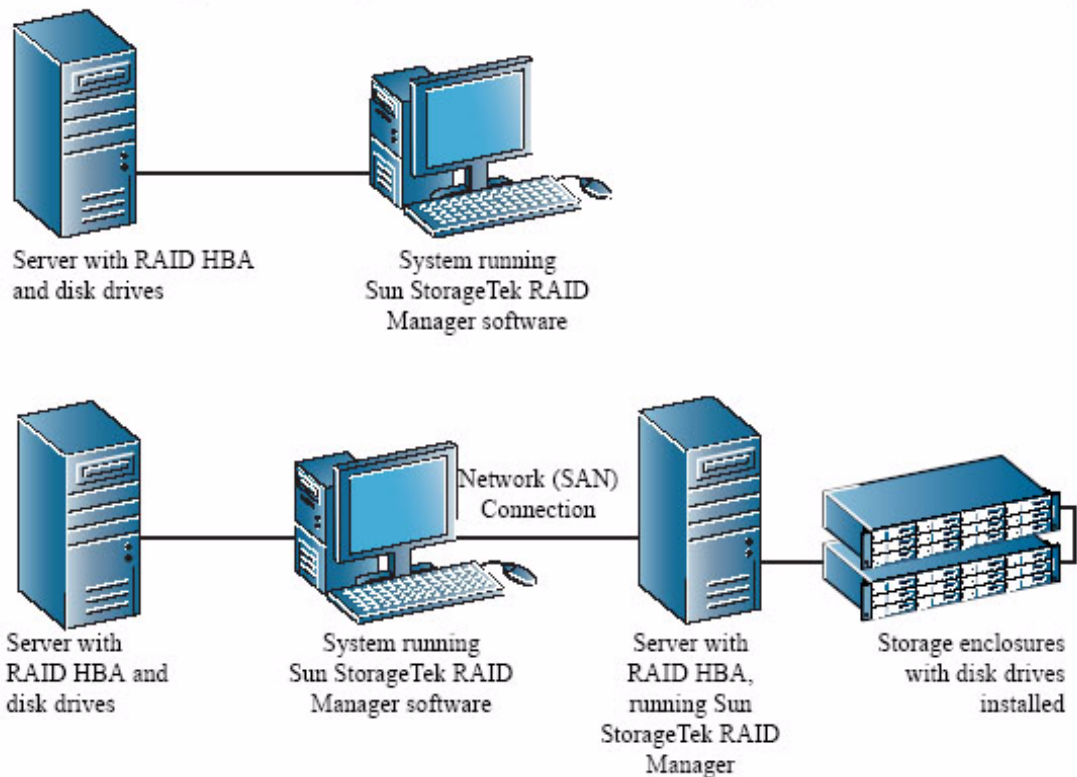 Server with RAID HBA
and disk drives
System running
Sun StorageTek RAID
Manager software
Network (SAN)
Connection
Server with
RAID HBA and
disk drives
System running
Sun StorageTek RAID
Manager software
Server with
RAID HBA,
running Sun
StorageTek RAID
Manager
Storage enclosures
with disk drives
installed